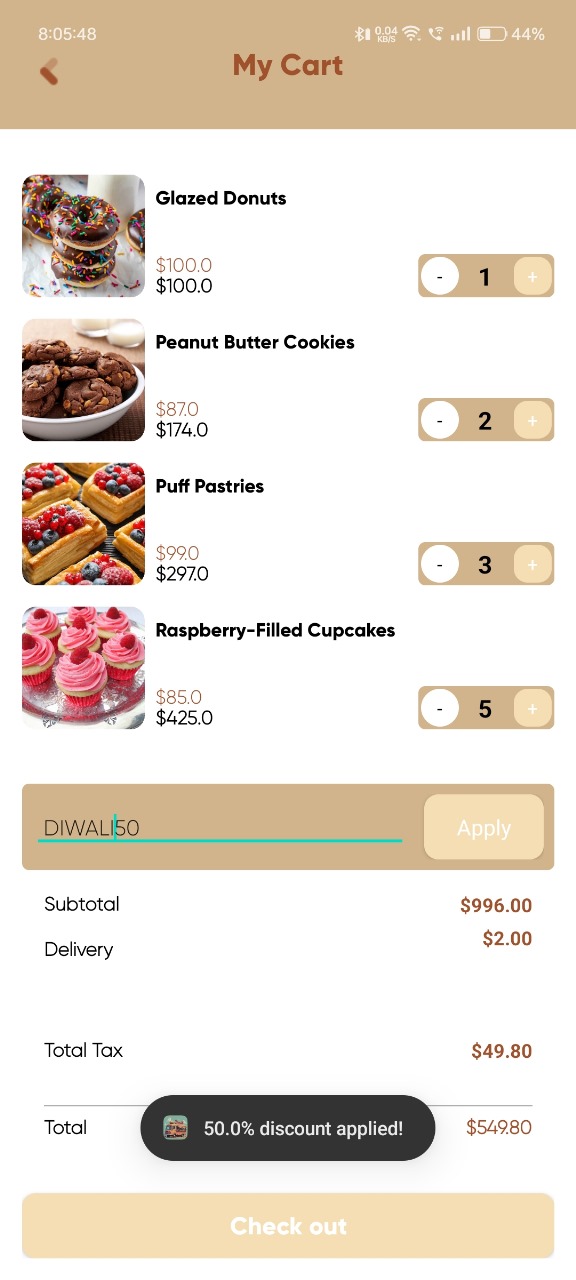 8:05:48 0.04 KB/S 44%
My Cart
Glazed Donuts
$100.0
$100.0
- 1 +
Peanut Butter Cookies
$87.0
$174.0
- 2 +
Puff Pastries
$99.0
$297.0
- 3 +
Raspberry-Filled Cupcakes
$85.0
$425.0
- 5 +
DIWALI50 Apply
Subtotal $996.00
Delivery $2.00
Total Tax $49.80
50.0% discount applied!
Total $549.80
Check out